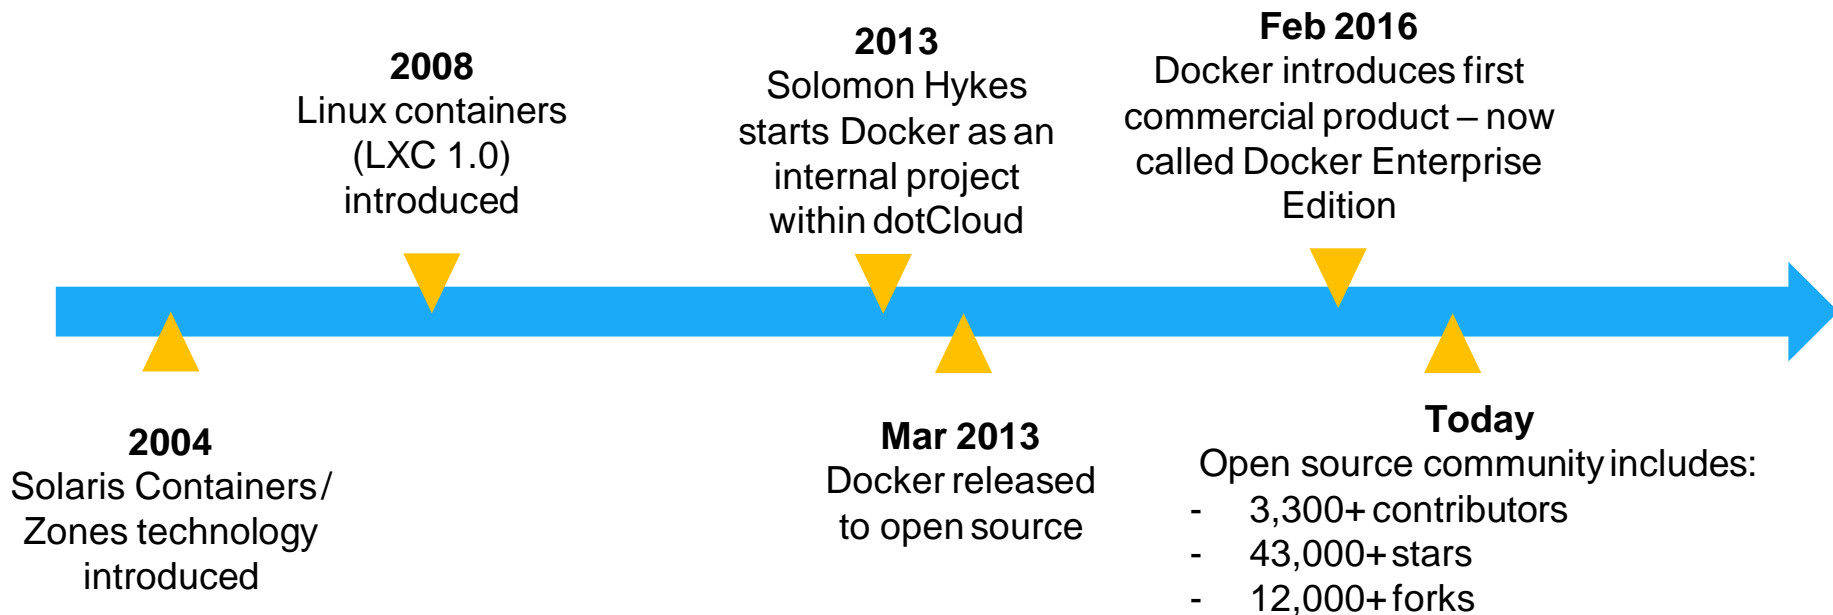 2004
Solaris Containers/
Zones technology
introduced
2008
Linux containers
(LXC 1.0)
introduced
2013
Solomon Hykes
starts Docker as an
internal project
within dotCloud
Mar 2013
Docker released
to open source
Feb 2016
Docker introduces first
commercial product – now
called Docker Enterprise
Edition
Today
Open source community includes:
- 3,300+ contributors
- 43,000+ stars
- 12,000+ forks